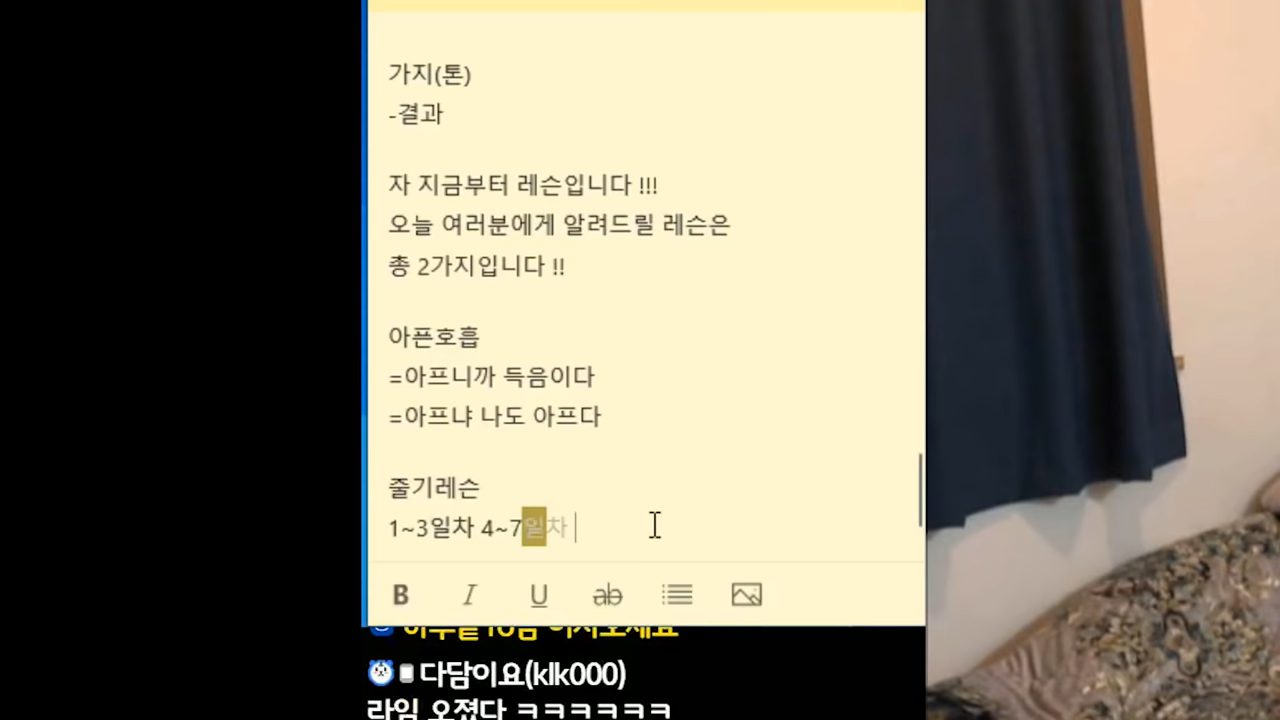 가지(톤)
-결과
자 지금부터 레슨입니다 !!!
오늘 여러분에게 알려드릴 레슨은
총 2가지입니다 !!
아픈호흡
=아프니까 득음이다
=아프냐 나도 아프다
줄기레슨
1~3일차 4~7일차
B I U ab
다담이요(klk000)
라임 오졌다 ㅋㅋㅋㅋㅋㅋ